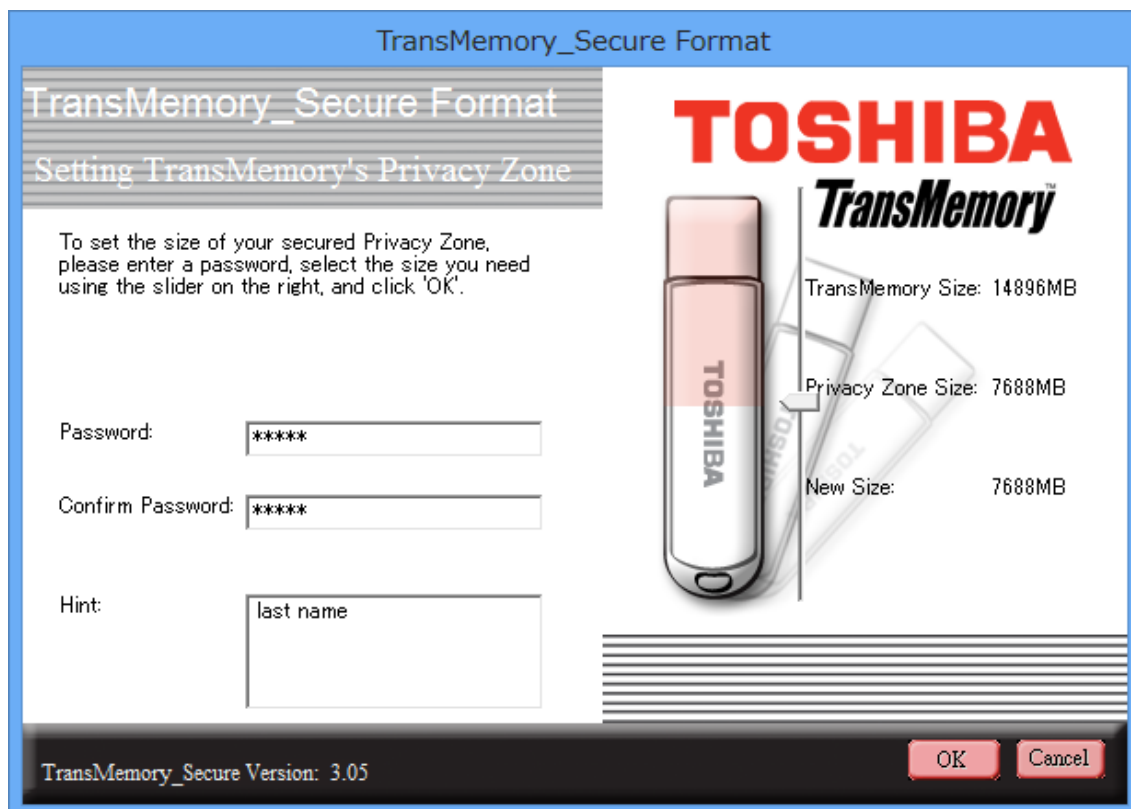 TransMemory_Secure Format
TransMemory_Secure Format
Setting TransMemory's Privacy Zone
To set the size of your secured Privacy Zone,
please enter a password, select the size you need
using the slider on the right, and click 'OK'.
Password: *****
Confirm Password: *****
Hint: last name
TOSHIBA
TransMemory™
TOSHIBA
TOSHIBA
TOSHIBA
TransMemory Size: 14896MB
Privacy Zone Size: 7688MB
New Size: 7688MB
TransMemory_Secure Version: 3.05
OK
Cancel